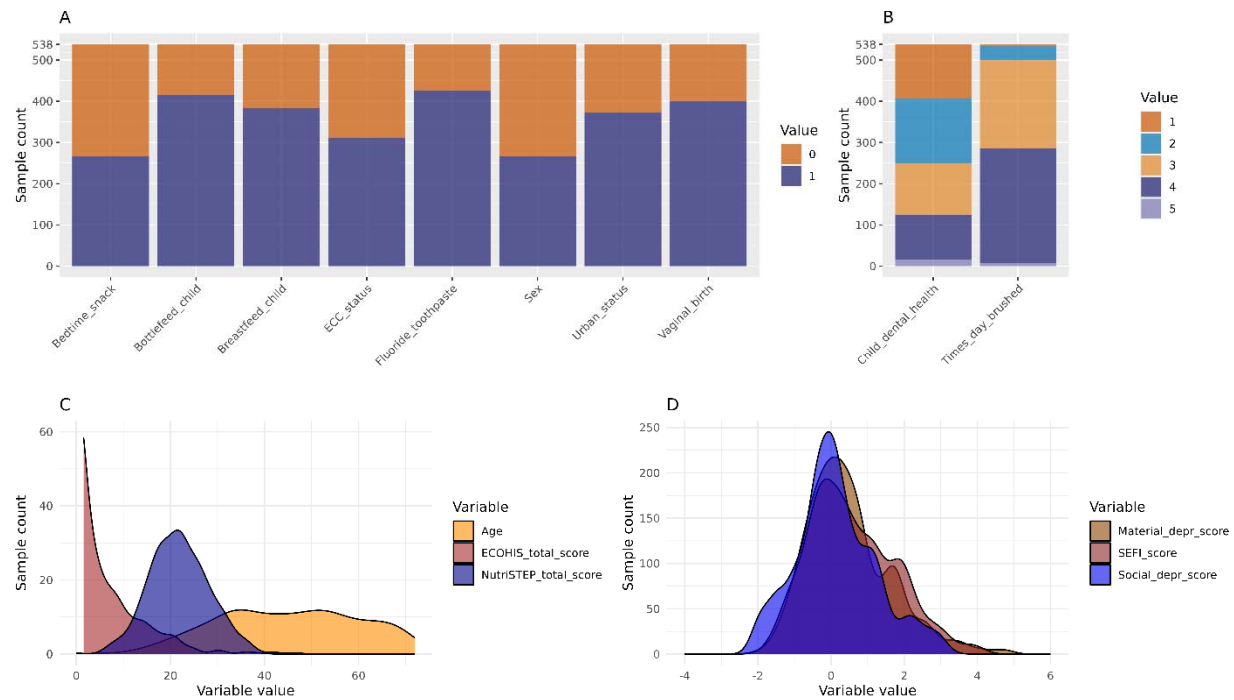 A
Sample count
538
500
400
300
200
100
0
Bedtime_snack
Bottlefeed_child
Breastfeed_child
ECC_status
Fluoride_toothpaste
Sex
Urban_status
Vaginal_birth
Value
0
1
B
Sample count
538
500
400
300
200
100
0
Child_dental_health
Times_day_brushed
Value
1
2
3
4
5
C
Sample count
60
40
20
0
0
20
40
60
Variable value
Variable
Age
ECOHIS_total_score
NutriSTEP_total_score
D
Sample count
250
200
150
100
50
0
-4
-2
0
2
4
6
Variable value
Variable
Material_depr_score
SEFI_score
Social_depr_score